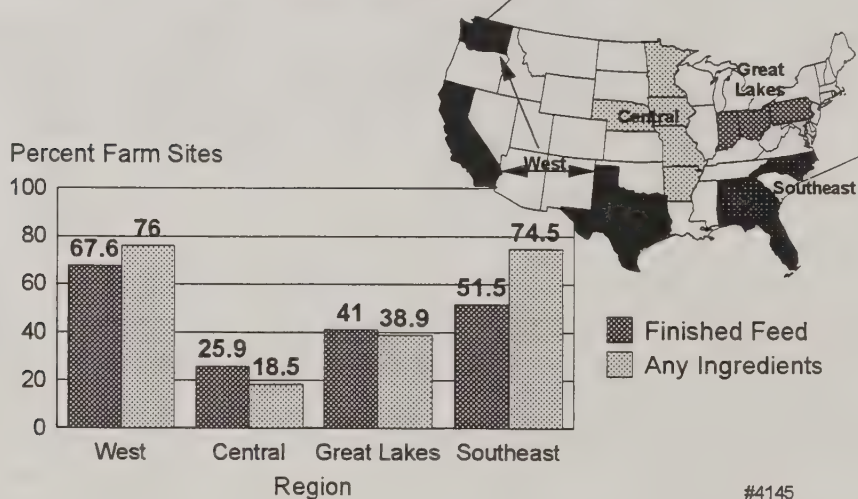 Great
Lakes
Central
West
Southeast
Percent Farm Sites
100
80
60
40
20
0
67.6
76
25.9
18.5
41
38.9
51.5
74.5
Finished Feed
Any Ingredients
West
Central
Great Lakes
Southeast
Region
#4145